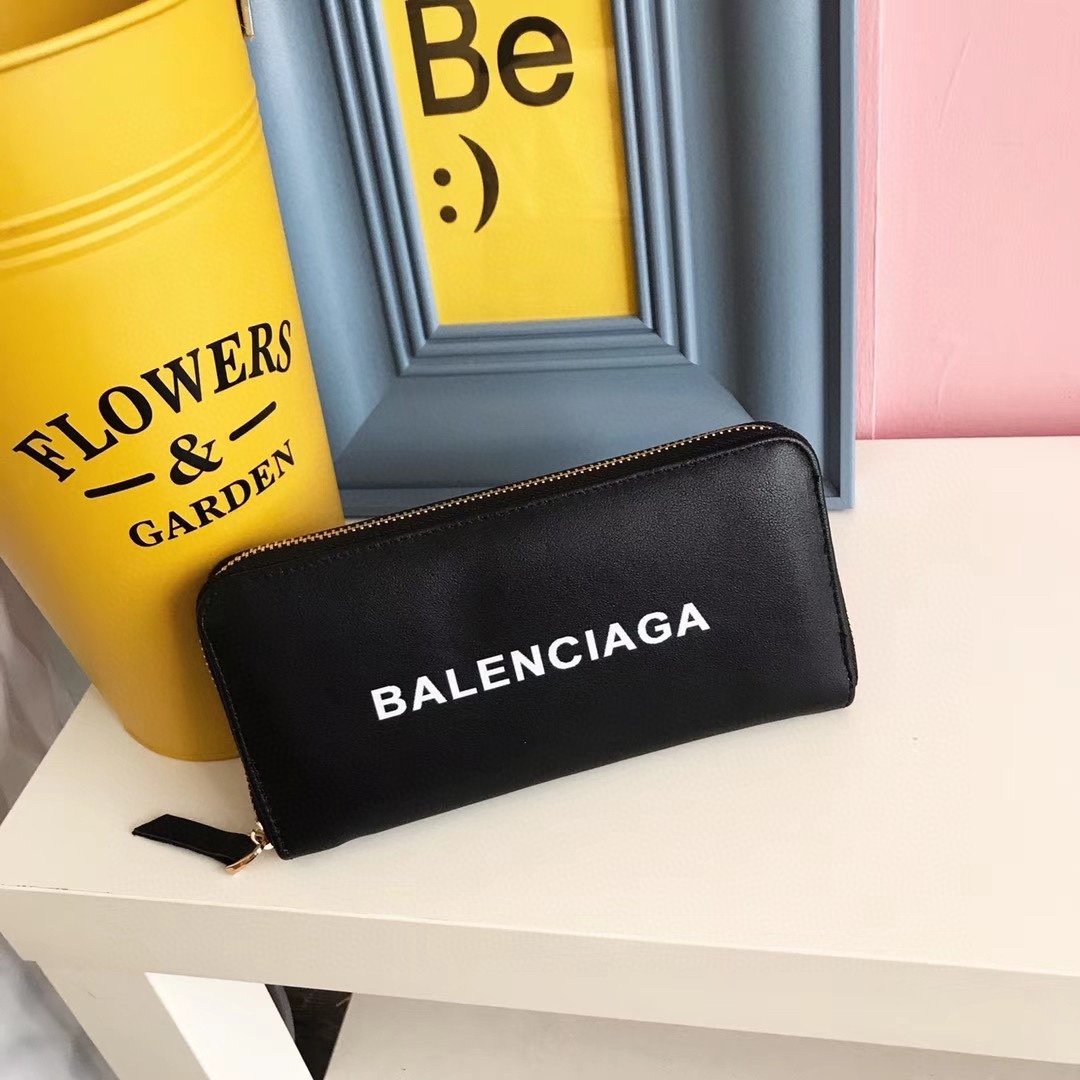 Be
:)
FLOWERS
&
GARDEN
BALENCIAGA